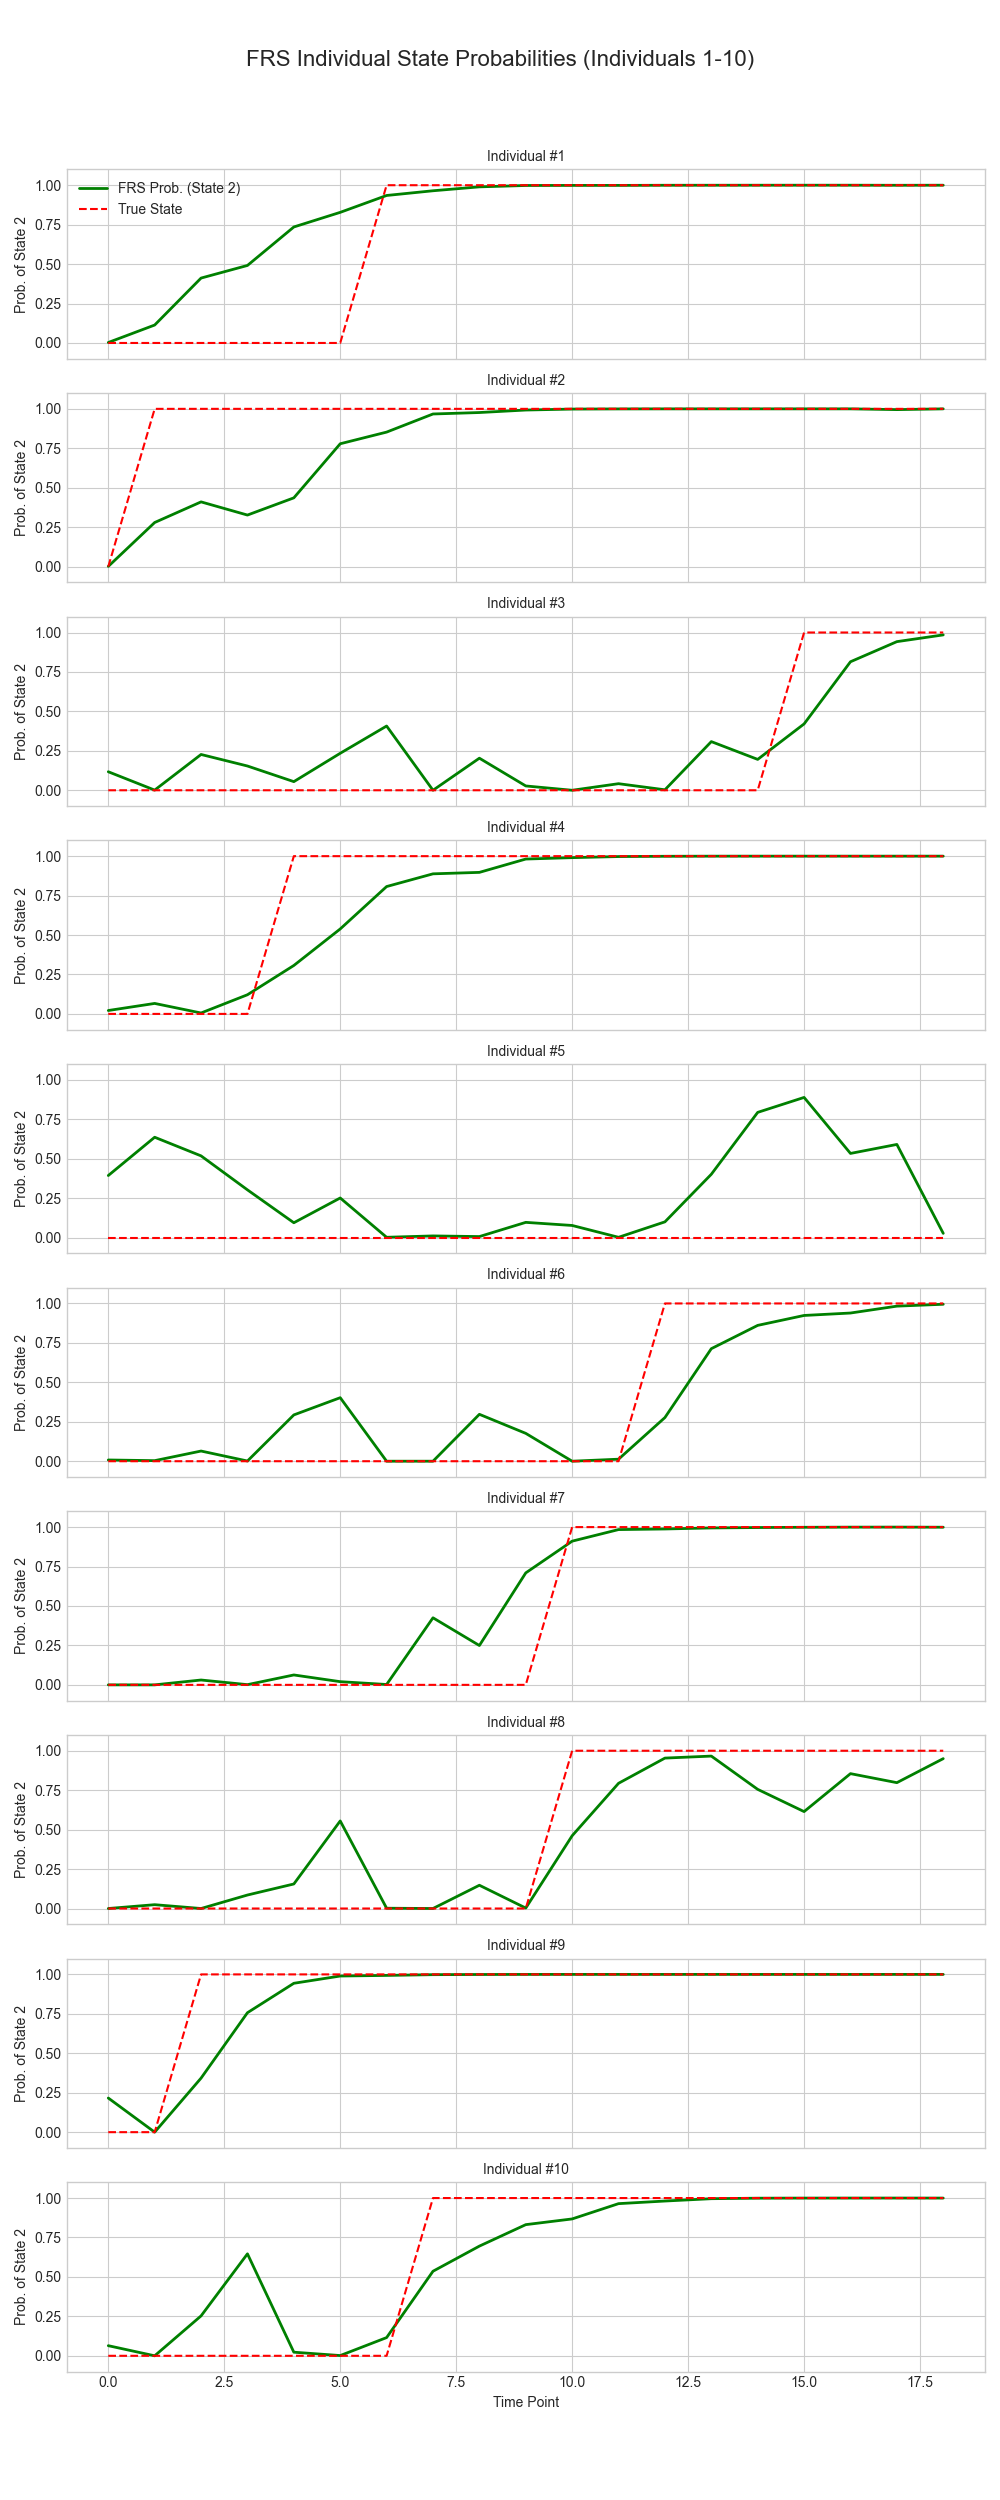 FRS Individual State Probabilities (Individuals 1-10)
Individual #1
FRS Prob. (State 2)
True State
Prob. of State 2
1.00
0.75
0.50
0.25
0.00
Individual #2
Prob. of State 2
1.00
0.75
0.50
0.25
0.00
Individual #3
Prob. of State 2
1.00
0.75
0.50
0.25
0.00
Individual #4
Prob. of State 2
1.00
0.75
0.50
0.25
0.00
Individual #5
Prob. of State 2
1.00
0.75
0.50
0.25
0.00
Individual #6
Prob. of State 2
1.00
0.75
0.50
0.25
0.00
Individual #7
Prob. of State 2
1.00
0.75
0.50
0.25
0.00
Individual #8
Prob. of State 2
1.00
0.75
0.50
0.25
0.00
Individual #9
Prob. of State 2
1.00
0.75
0.50
0.25
0.00
Individual #10
Prob. of State 2
1.00
0.75
0.50
0.25
0.00
0.0 2.5 5.0 7.5 10.0 12.5 15.0 17.5
Time Point